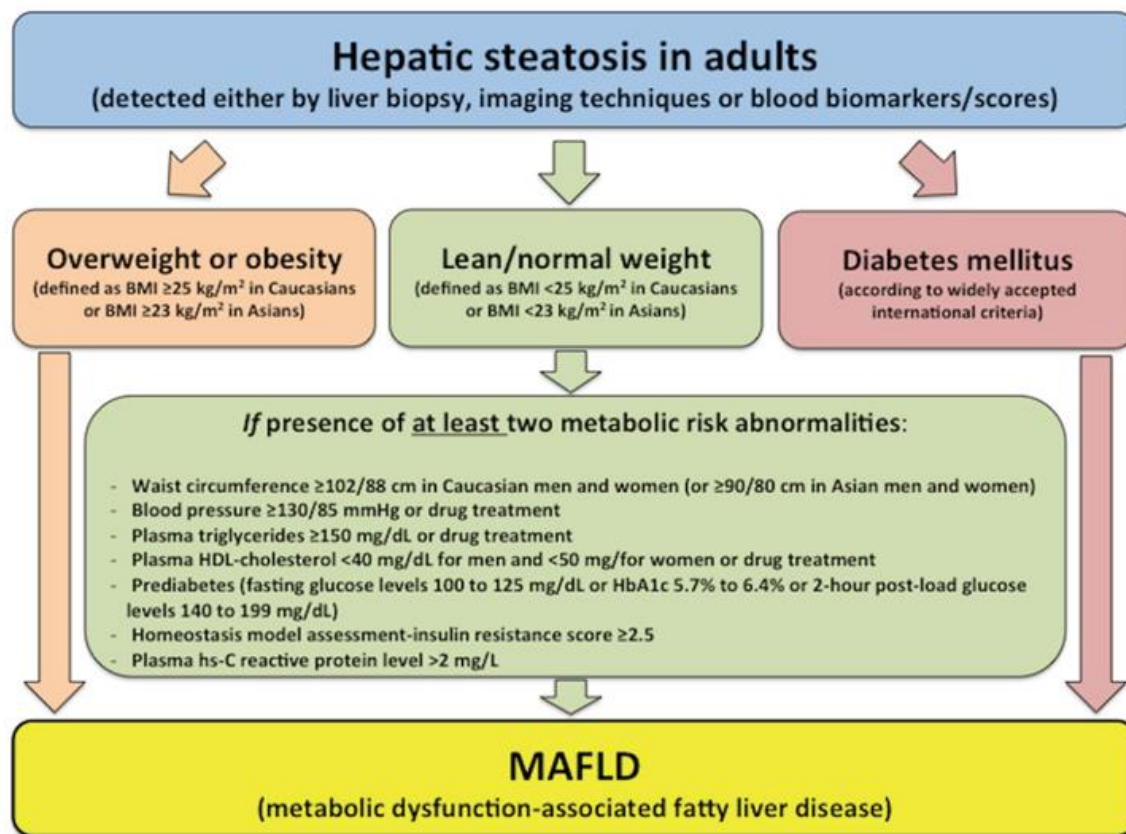 Hepatic steatosis in adults
(detected either by liver biopsy, imaging techniques or blood biomarkers/scores)
Overweight or obesity
(defined as BMI ≥25 kg/m² in Caucasians
or BMI ≥23 kg/m² in Asians)
Lean/normal weight
(defined as BMI <25 kg/m² in Caucasians
or BMI <23 kg/m² in Asians)
Diabetes mellitus
(according to widely accepted
international criteria)
If presence of at least two metabolic risk abnormalities:
- Waist circumference ≥102/88 cm in Caucasian men and women (or ≥90/80 cm in Asian men and women)
- Blood pressure ≥130/85 mmHg or drug treatment
- Plasma triglycerides ≥150 mg/dL or drug treatment
- Plasma HDL-cholesterol <40 mg/dL for men and <50 mg/for women or drug treatment
- Prediabetes (fasting glucose levels 100 to 125 mg/dL or HbA1c 5.7% to 6.4% or 2-hour post-load glucose
levels 140 to 199 mg/dL)
- Homeostasis model assessment-insulin resistance score ≥2.5
- Plasma hs-C reactive protein level >2 mg/L
MAFLD
(metabolic dysfunction-associated fatty liver disease)